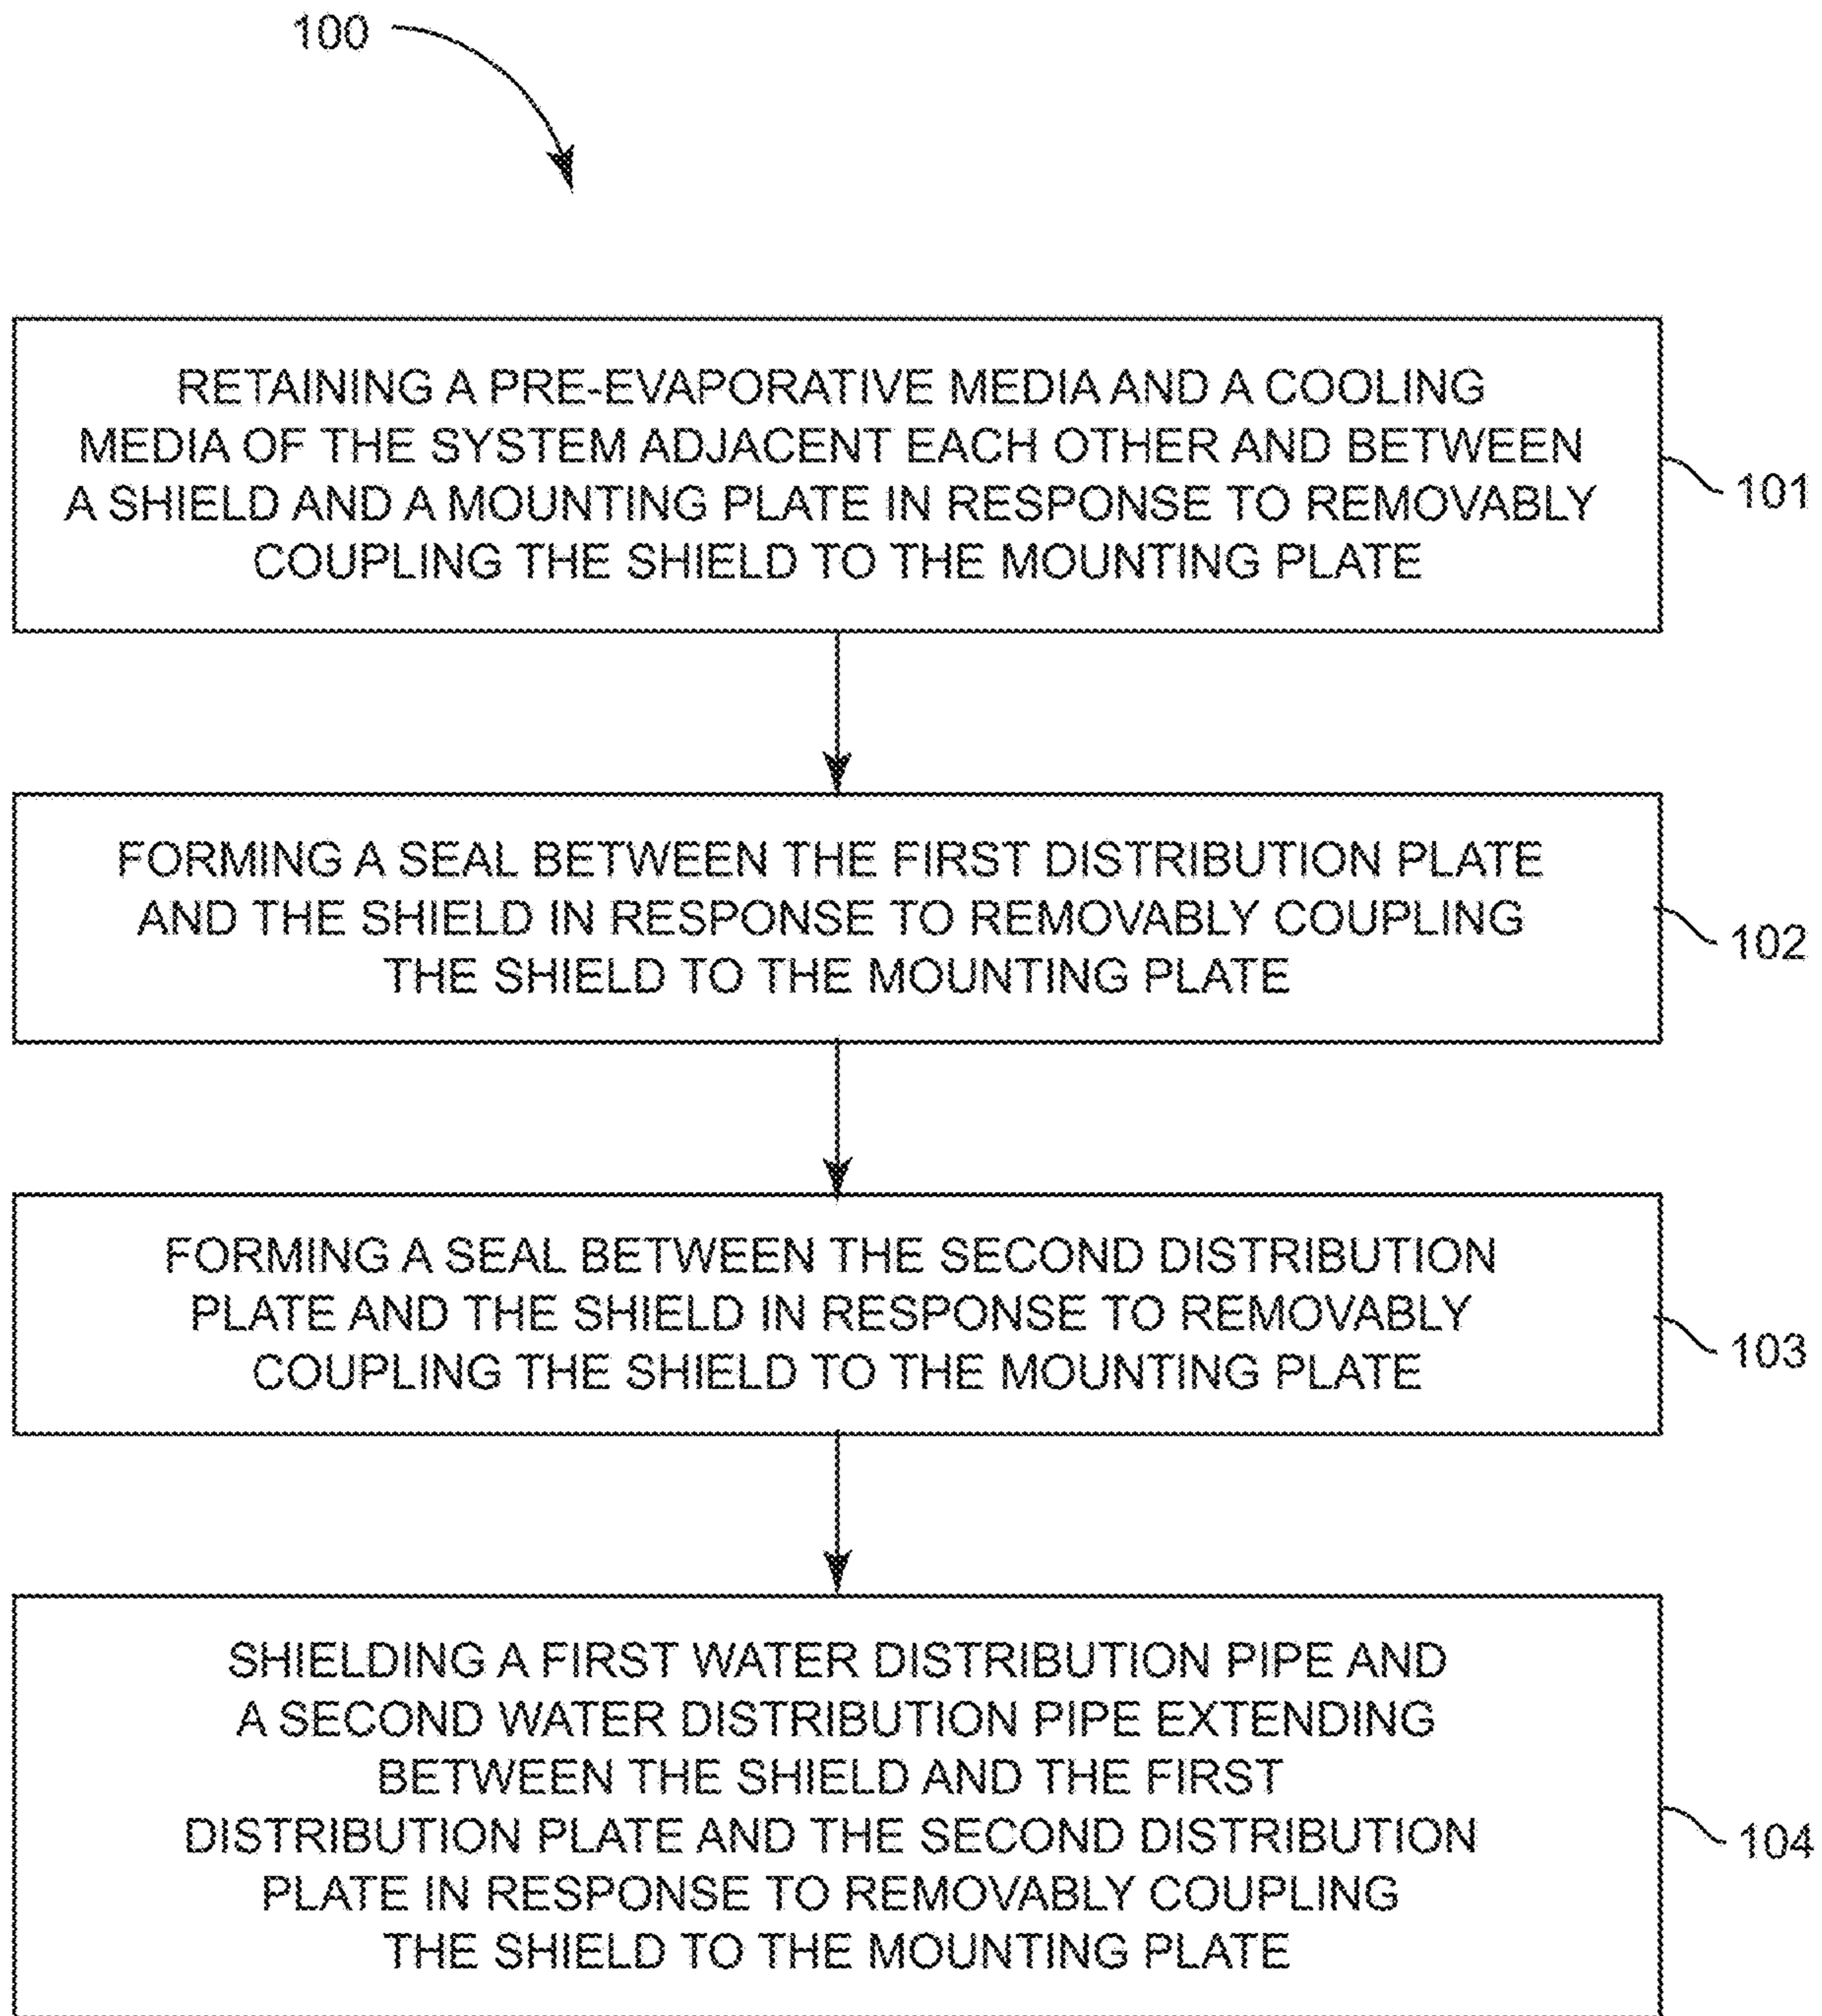 100
RETAINING A PRE-EVAPORATIVE MEDIA AND A COOLING
MEDIA OF THE SYSTEM ADJACENT EACH OTHER AND BETWEEN
A SHIELD AND A MOUNTING PLATE IN RESPONSE TO REMOVABLY
COUPLING THE SHIELD TO THE MOUNTING PLATE
101
FORMING A SEAL BETWEEN THE FIRST DISTRIBUTION PLATE
AND THE SHIELD IN RESPONSE TO REMOVABLY COUPLING
THE SHIELD TO THE MOUNTING PLATE
102
FORMING A SEAL BETWEEN THE SECOND DISTRIBUTION
PLATE AND THE SHIELD IN RESPONSE TO REMOVABLY
COUPLING THE SHIELD TO THE MOUNTING PLATE
103
SHIELDING A FIRST WATER DISTRIBUTION PIPE AND
A SECOND WATER DISTRIBUTION PIPE EXTENDING
BETWEEN THE SHIELD AND THE FIRST
DISTRIBUTION PLATE AND THE SECOND DISTRIBUTION
PLATE IN RESPONSE TO REMOVABLY COUPLING
THE SHIELD TO THE MOUNTING PLATE
104